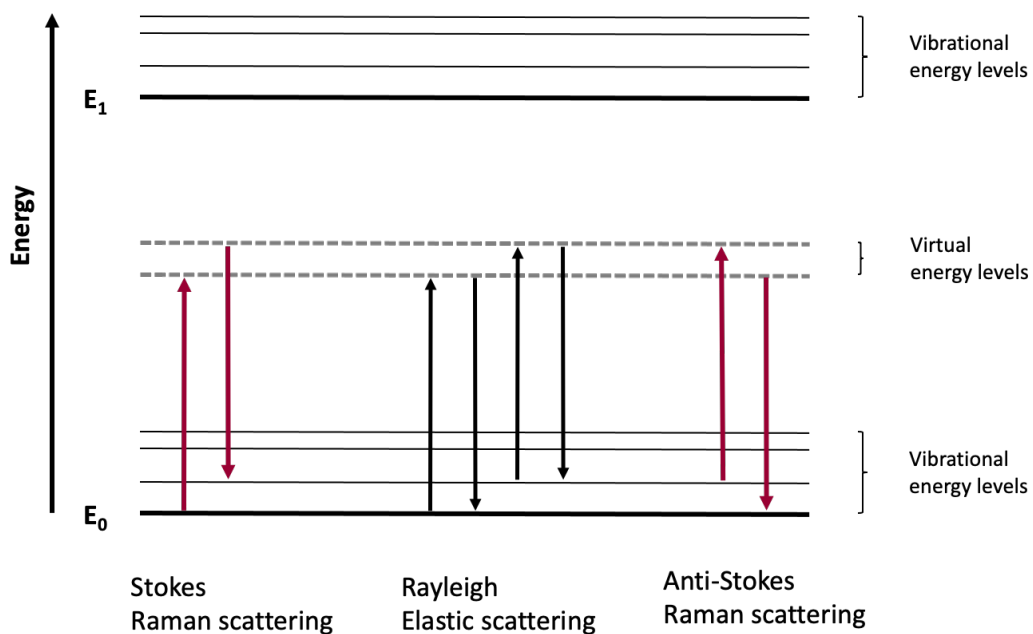 Vibrational
energy levels
E₁
Energy
Virtual
energy levels
Vibrational
energy levels
E₀
Stokes
Raman scattering
Rayleigh
Elastic scattering
Anti-Stokes
Raman scattering